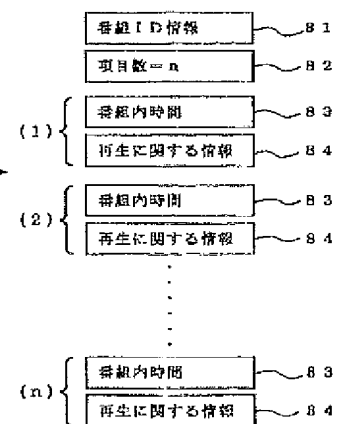 番組ID情報 81
項目数=n 82
(1) 番組内時間 83
再生に関する情報 84
(2) 番組内時間 83
再生に関する情報 84
(n) 番組内時間 83
再生に関する情報 84